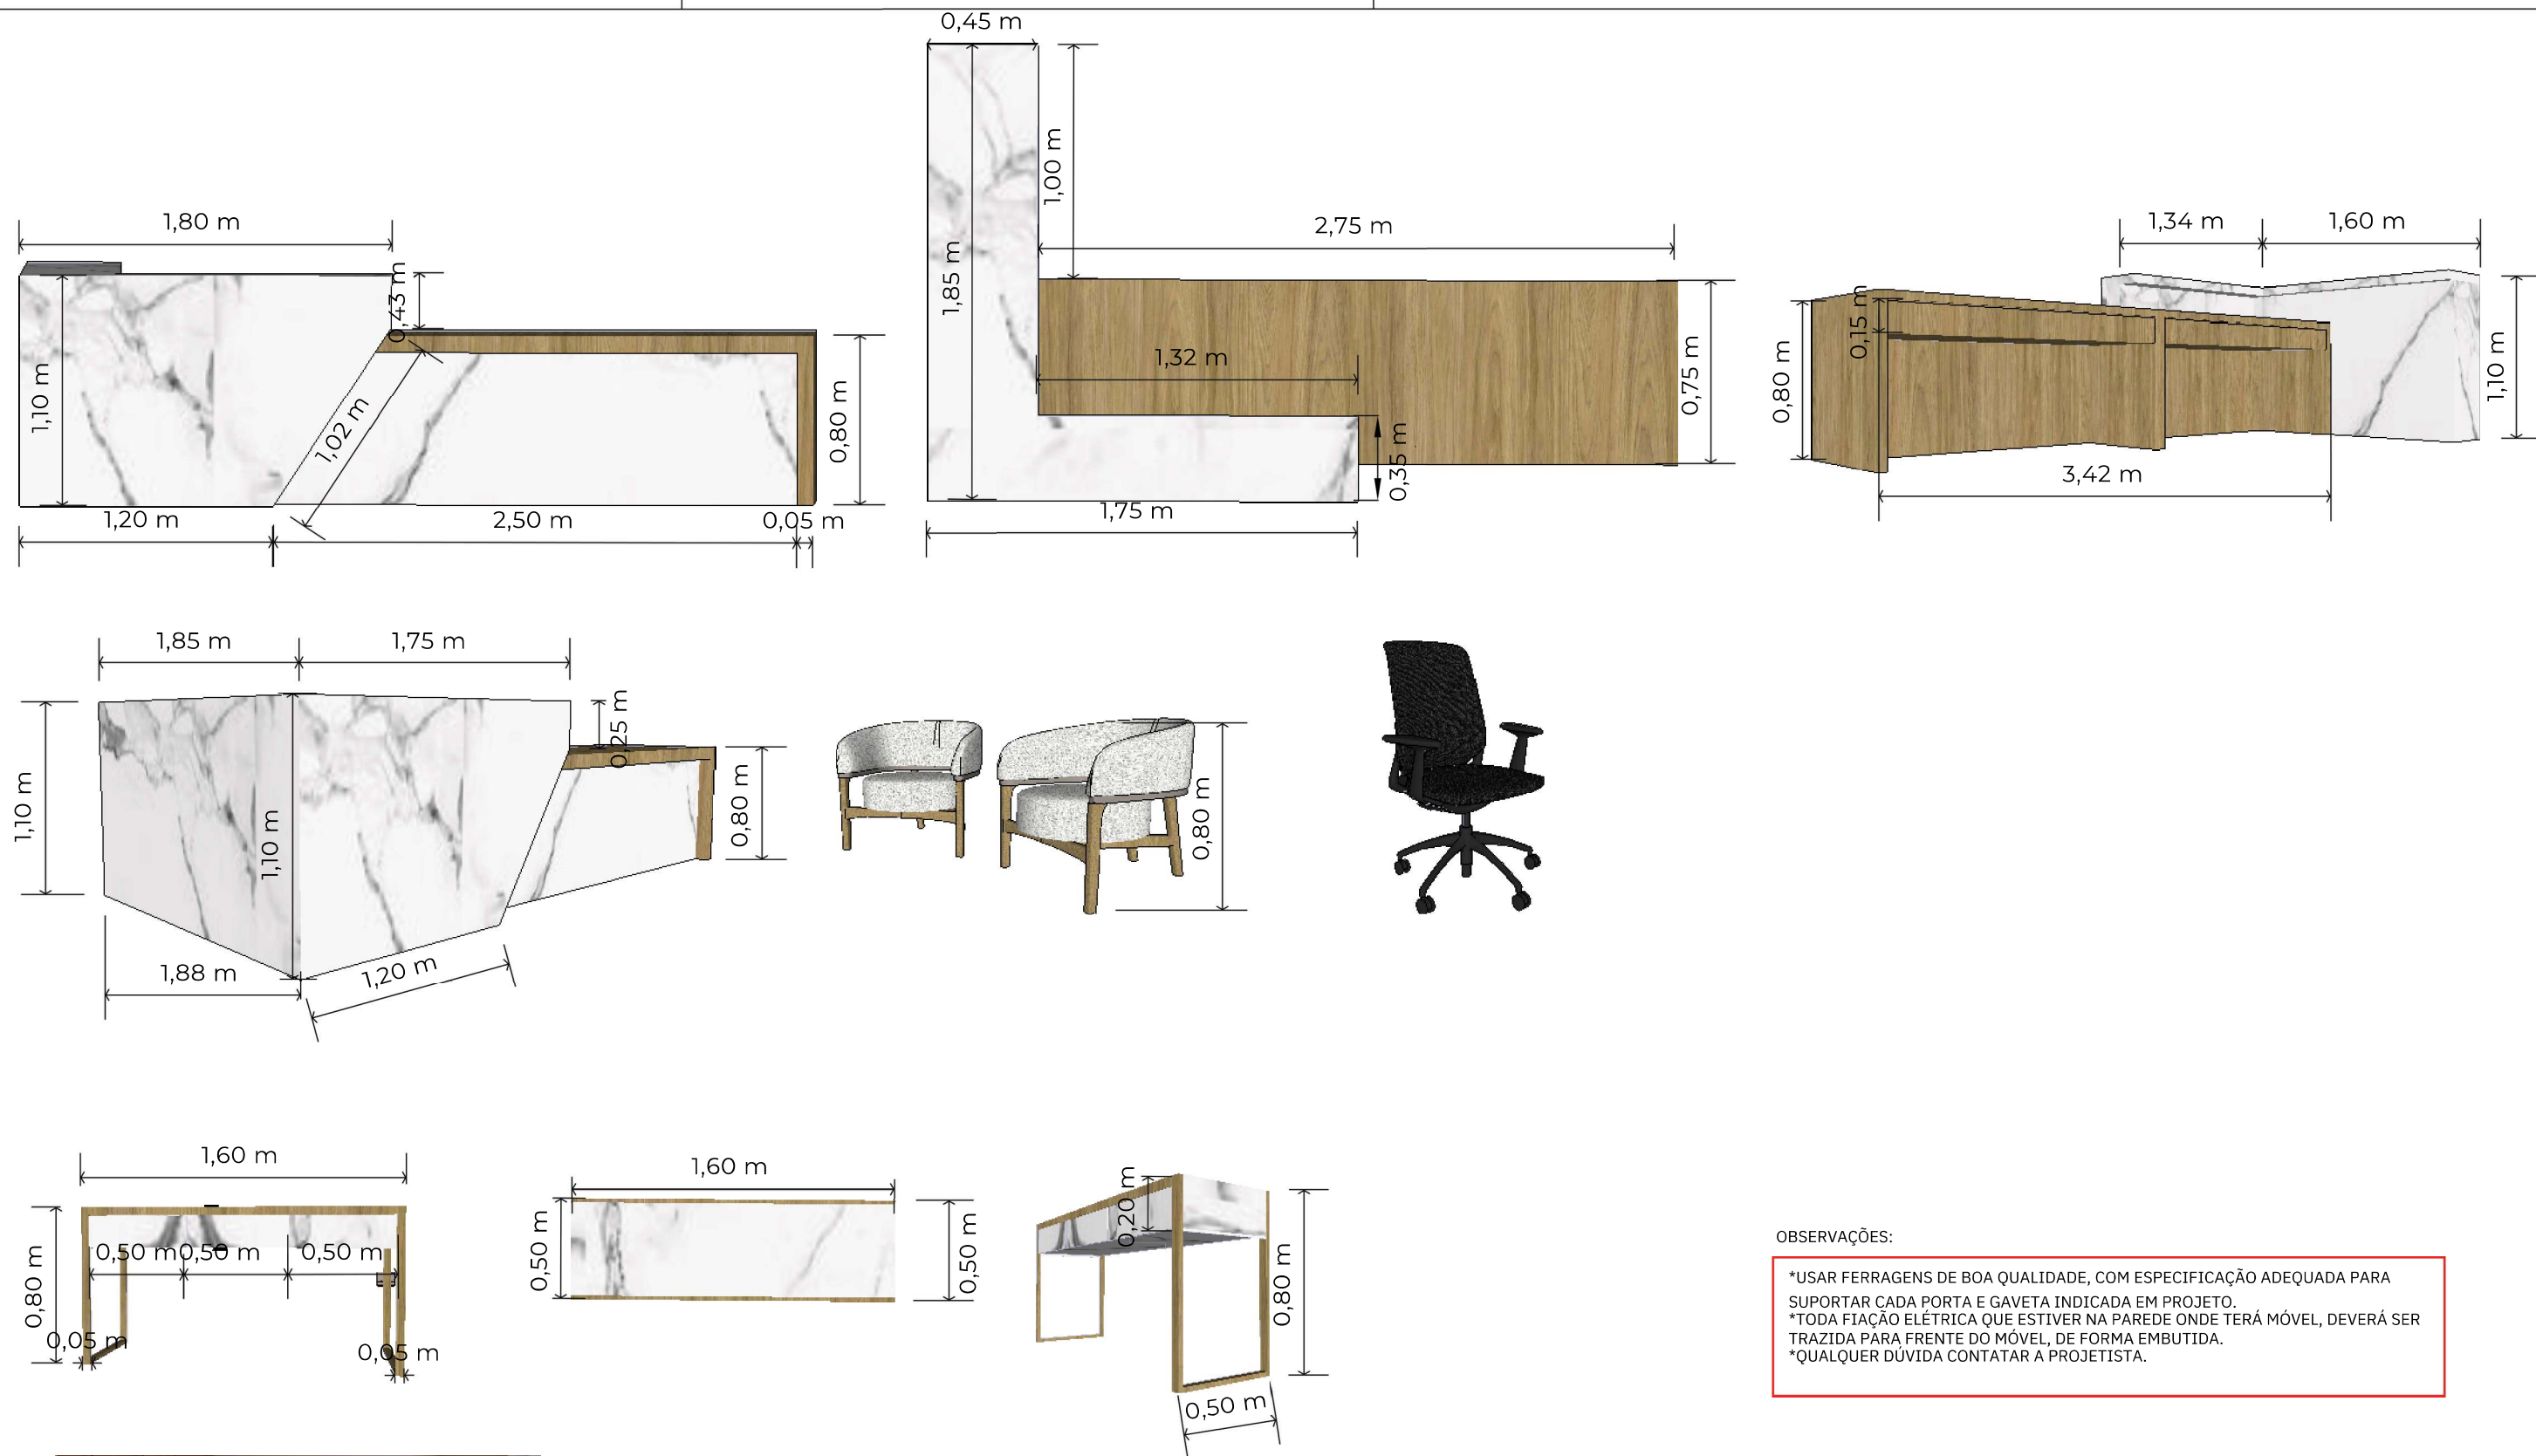 0,45 m
1,80 m
0,43 m
1,10 m
1,02 m
0,80 m
1,20 m
2,50 m
0,05 m
1,00 m
1,85 m
2,75 m
1,32 m
0,75 m
0,35 m
1,75 m
1,34 m
1,60 m
0,15 m
0,80 m
1,10 m
3,42 m
1,85 m
1,75 m
0,25 m
1,10 m
1,10 m
0,80 m
1,88 m
1,20 m
0,80 m
1,60 m
0,80 m
0,50 m
0,50 m
0,50 m
0,05 m
0,05 m
1,60 m
0,50 m
0,50 m
0,20 m
0,80 m
0,50 m
OBSERVAÇÕES:
*USAR FERRAGENS DE BOA QUALIDADE, COM ESPECIFICAÇÃO ADEQUADA PARA
SUPORTAR CADA PORTA E GAVETA INDICADA EM PROJETO.
*TODA FIAÇÃO ELÉTRICA QUE ESTIVER NA PAREDE ONDE TERÁ MÓVEL, DEVERÁ SER
TRAZIDA PARA FRENTE DO MÓVEL, DE FORMA EMBUTIDA.
*QUALQUER DÚVIDA CONTATAR A PROJETISTA.